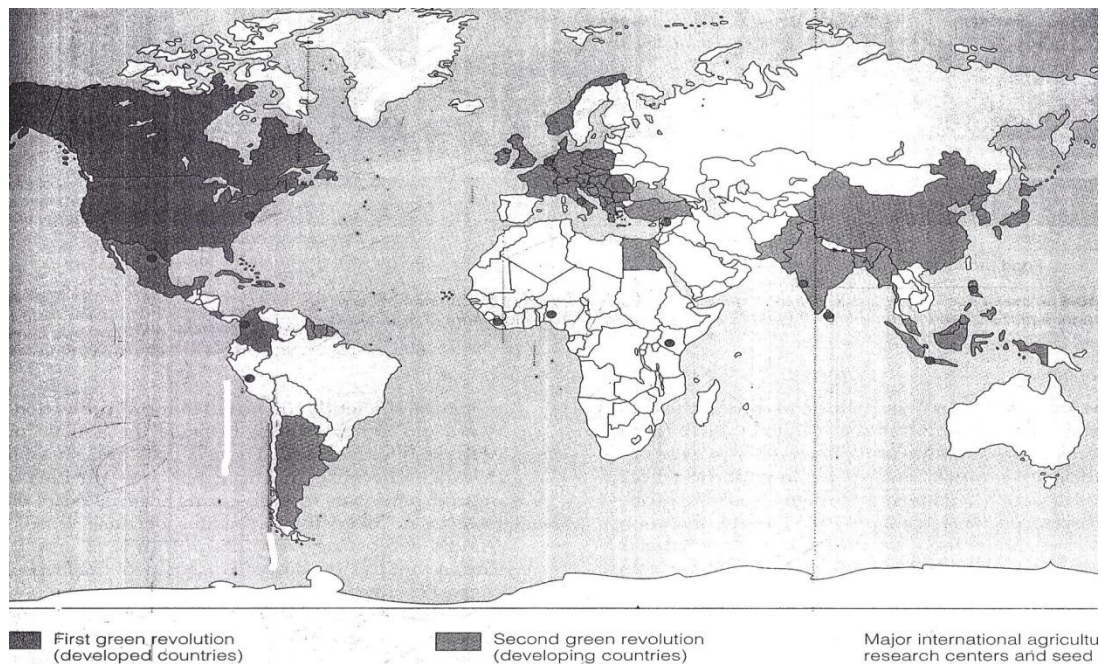 First green revolution
(developed countries)
Second green revolution
(developing countries)
Major international agricultu
research centers and seed